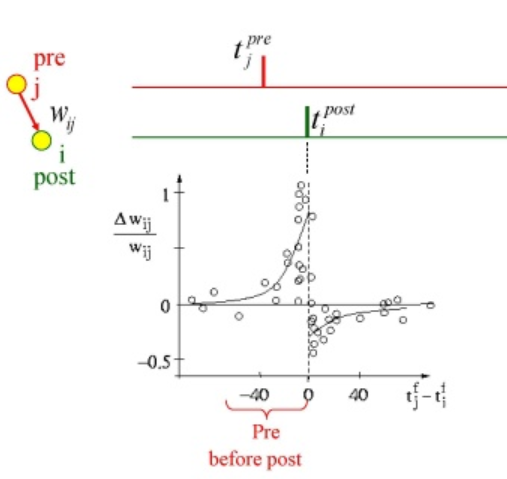 pre
j
w_ij
i
post
t_j^pre
t_i^post
Δw_ij
w_ij
1
0
−0.5
−40
0
40
t_j^f − t_i^f
Pre
before post